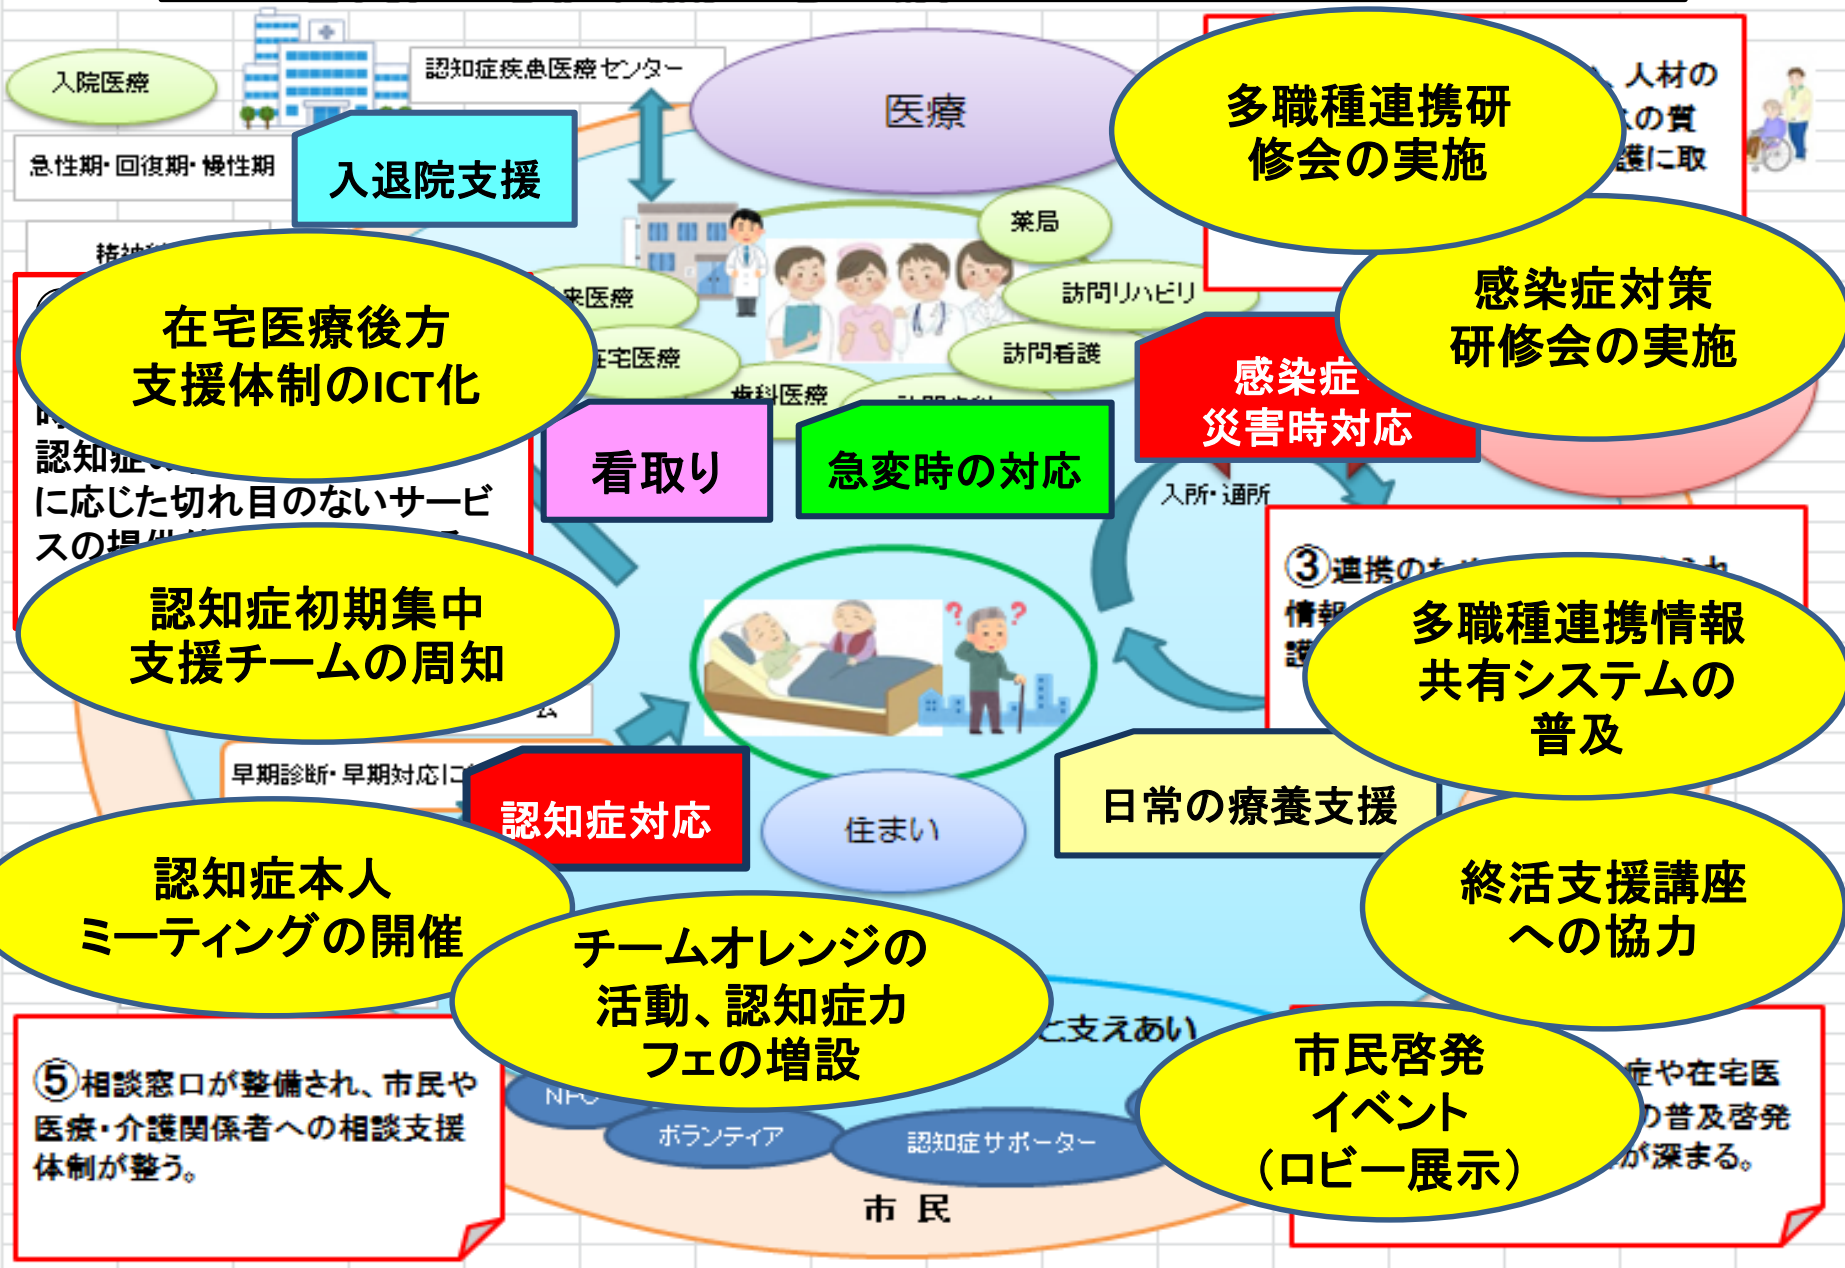 入院医療
認知症疾患医療センター
医療
人材の
の質
護に取
多職種連携研
修会の実施
急性期・回復期・慢性期
入退院支援
薬局
来医療
訪問リハビリ
感染症対策
研修会の実施
在宅医療後方
支援体制のICT化
在宅医療
訪問看護
歯科医療
感染症・
災害時対応
認知症
に応じた切れ目のないサービ
スの提供
看取り
急変時の対応
入所・通所
③連携のた
情報
護
認知症初期集中
支援チームの周知
多職種連携情報
共有システムの
普及
早期診断・早期対応に
認知症対応
住まい
日常の療養支援
認知症本人
ミーティングの開催
終活支援講座
への協力
チームオレンジの
活動、認知症カ
フェの増設
と支えあい
市民啓発
イベント
(ロビー展示)
⑤相談窓口が整備され、市民や
医療・介護関係者への相談支援
体制が整う。
NPO
ボランティア
認知症サポーター
症や在宅医
の普及啓発
が深まる。
市民